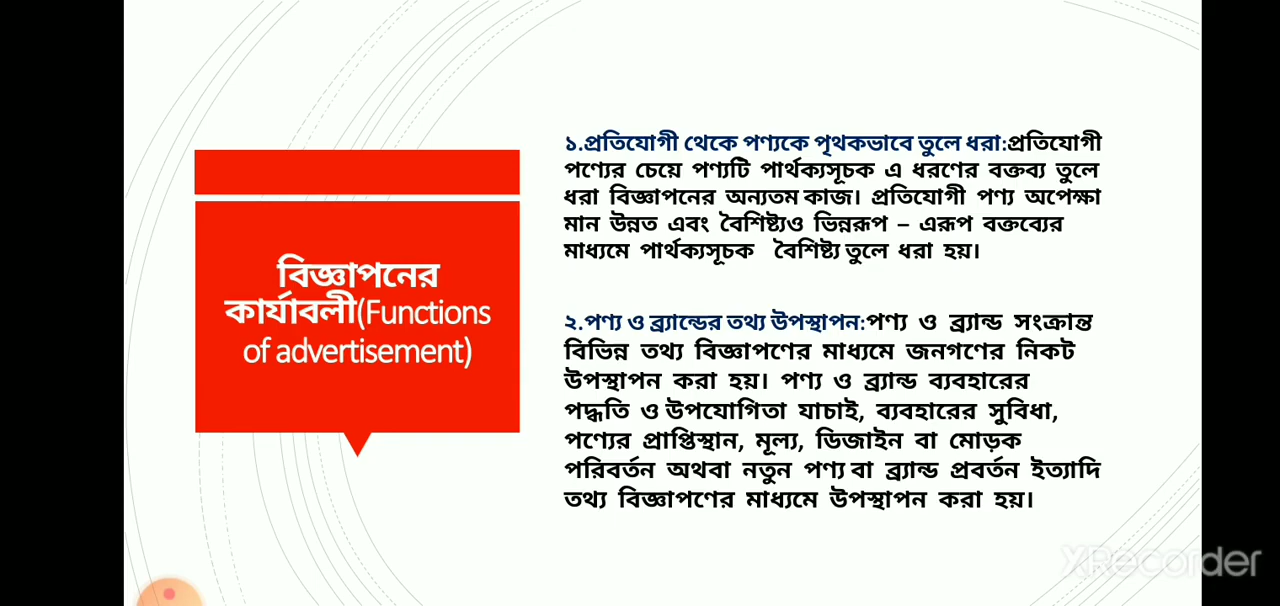 বিজ্ঞাপনের
কার্যাবলী(Functions
of advertisement)
১.প্রতিযোগী থেকে পণ্যকে পৃথকভাবে তুলে ধরা:প্রতিযোগী
পণ্যের চেয়ে পণ্যটি পার্থক্যসূচক এ ধরণের বক্তব্য তুলে
ধরা বিজ্ঞাপনের অন্যতম কাজ। প্রতিযোগী পণ্য অপেক্ষা
মান উন্নত এবং বৈশিষ্ট্যও ভিন্নরূপ – এরূপ বক্তব্যের
মাধ্যমে পার্থক্যসূচক বৈশিষ্ট্য তুলে ধরা হয়।
২.পণ্য ও ব্র্যান্ডের তথ্য উপস্থাপন:পণ্য ও ব্র্যান্ড সংক্রান্ত
বিভিন্ন তথ্য বিজ্ঞাপণের মাধ্যমে জনগণের নিকট
উপস্থাপন করা হয়। পণ্য ও ব্র্যান্ড ব্যবহারের
পদ্ধতি ও উপযোগিতা যাচাই, ব্যবহারের সুবিধা,
পণ্যের প্রাপ্তিস্থান, মূল্য, ডিজাইন বা মোড়ক
পরিবর্তন অথবা নতুন পণ্য বা ব্র্যান্ড প্রবর্তন ইত্যাদি
তথ্য বিজ্ঞাপণের মাধ্যমে উপস্থাপন করা হয়।
XRecorder